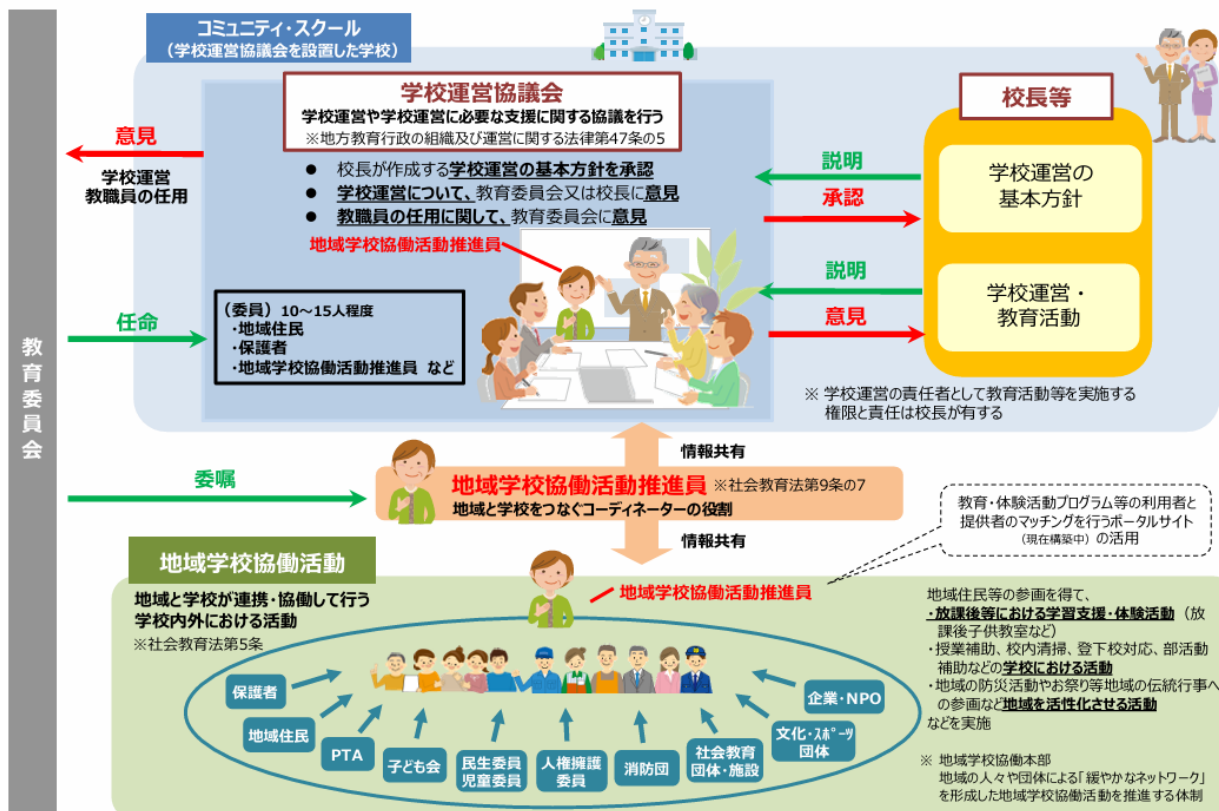 教育委員会
コミュニティ・スクール
（学校運営協議会を設置した学校）
学校運営協議会
学校運営や学校運営に必要な支援に関する協議を行う
※地方教育行政の組織及び運営に関する法律第47条の5
● 校長が作成する学校運営の基本方針を承認
● 学校運営について、教育委員会又は校長に意見
● 教職員の任用に関して、教育委員会に意見
地域学校協働活動推進員
（委員）10～15人程度
・地域住民
・保護者
・地域学校協働活動推進員 など
意見
学校運営
教職員の任用
任命
説明
承認
説明
意見
校長等
学校運営の
基本方針
学校運営・
教育活動
※ 学校運営の責任者として教育活動等を実施する
権限と責任は校長が有する
情報共有
委嘱
地域学校協働活動推進員 ※社会教育法第9条の7
地域と学校をつなぐコーディネーターの役割
情報共有
教育・体験活動プログラム等の利用者と
提供者のマッチングを行うポータルサイト
（現在構築中）の活用
地域学校協働活動
地域と学校が連携・協働して行う
学校内外における活動
※社会教育法第5条
地域学校協働活動推進員
保護者
地域住民
PTA
子ども会
民生委員
児童委員
人権擁護
委員
消防団
社会教育
団体・施設
文化・スポーツ
団体
企業・NPO
地域住民等の参画を得て、
・放課後等における学習支援・体験活動（放
課後子供教室など）
・授業補助、校内清掃、登下校対応、部活動
補助などの学校における活動
・地域の防災活動やお祭り等地域の伝統行事へ
の参画など地域を活性化させる活動
などを実施
※ 地域学校協働本部
地域の人々や団体による「緩やかなネットワーク」
を形成した地域学校協働活動を推進する体制